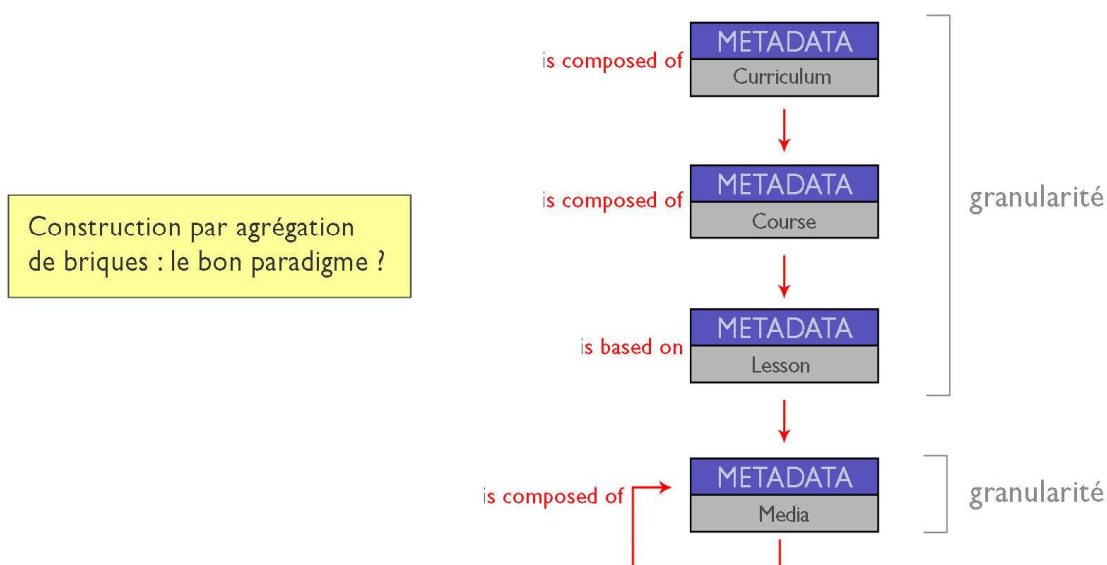 METADATA
is composed of
Curriculum
METADATA
is composed of
Course
granularité
Construction par agrégation
de briques : le bon paradigme ?
METADATA
is based on
Lesson
METADATA
is composed of
Media
granularité